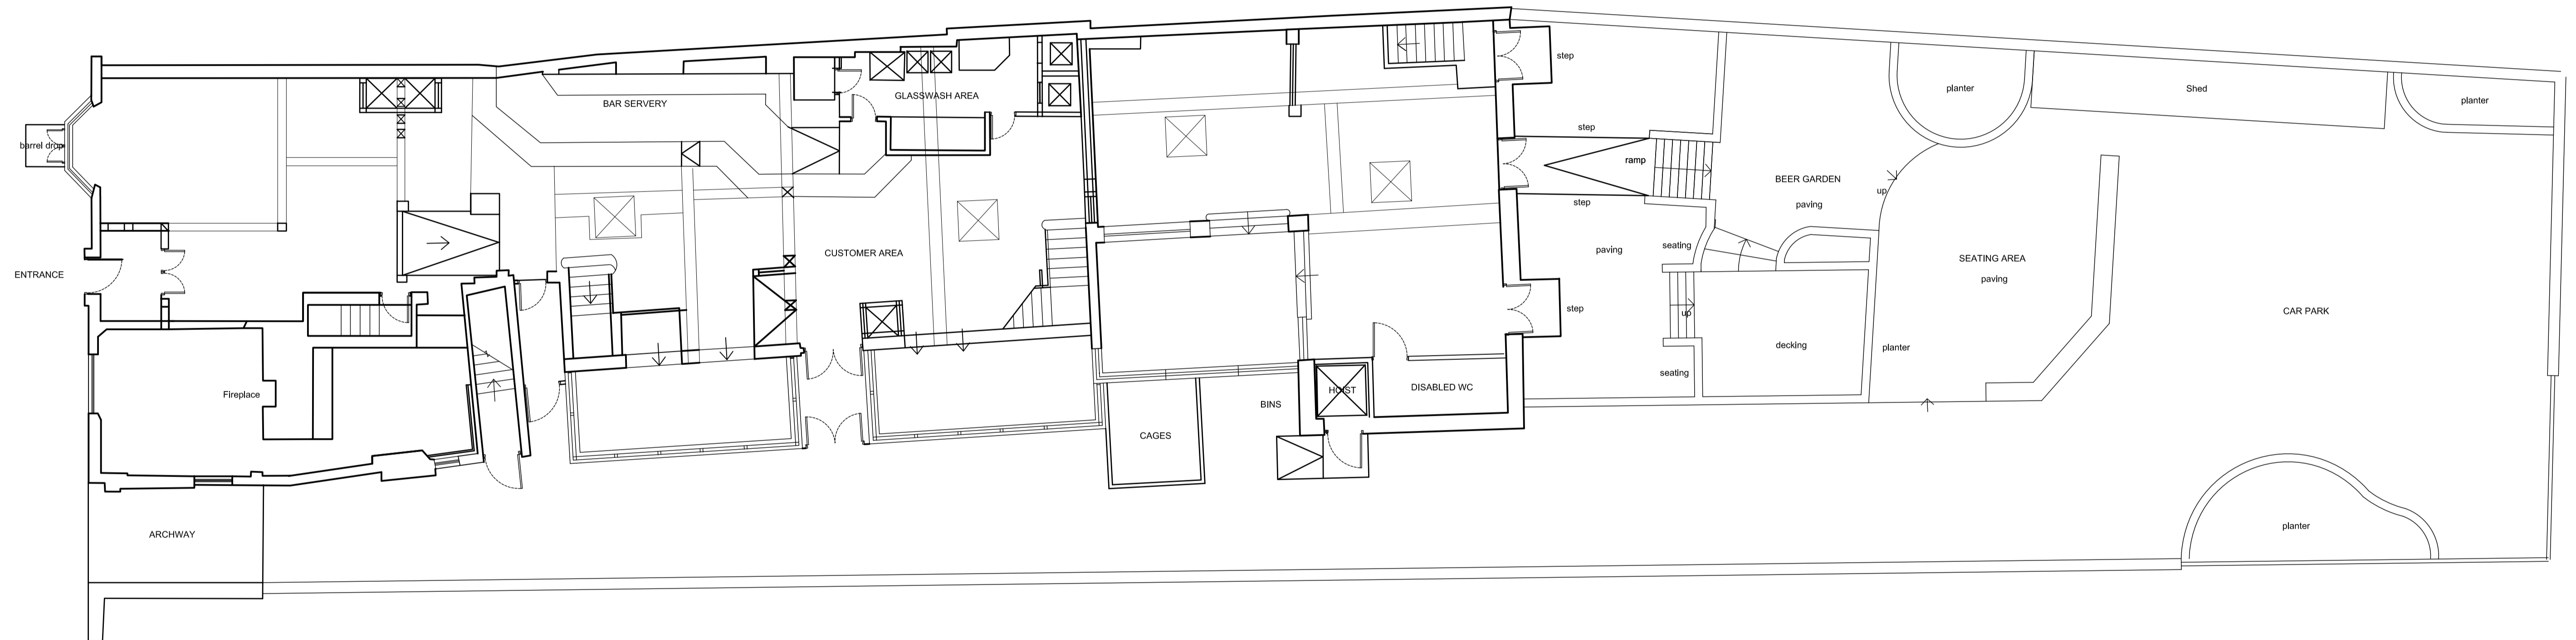 barrel drop
ENTRANCE
Fireplace
ARCHWAY
BAR SERVERY
GLASSWASH AREA
CUSTOMER AREA
CAGES
BINS
HOIST
DISABLED WC
step
step
ramp
step
step
paving
seating
up
seating
decking
BEER GARDEN
paving
up
planter
planter
SEATING AREA
paving
Shed
planter
CAR PARK
planter